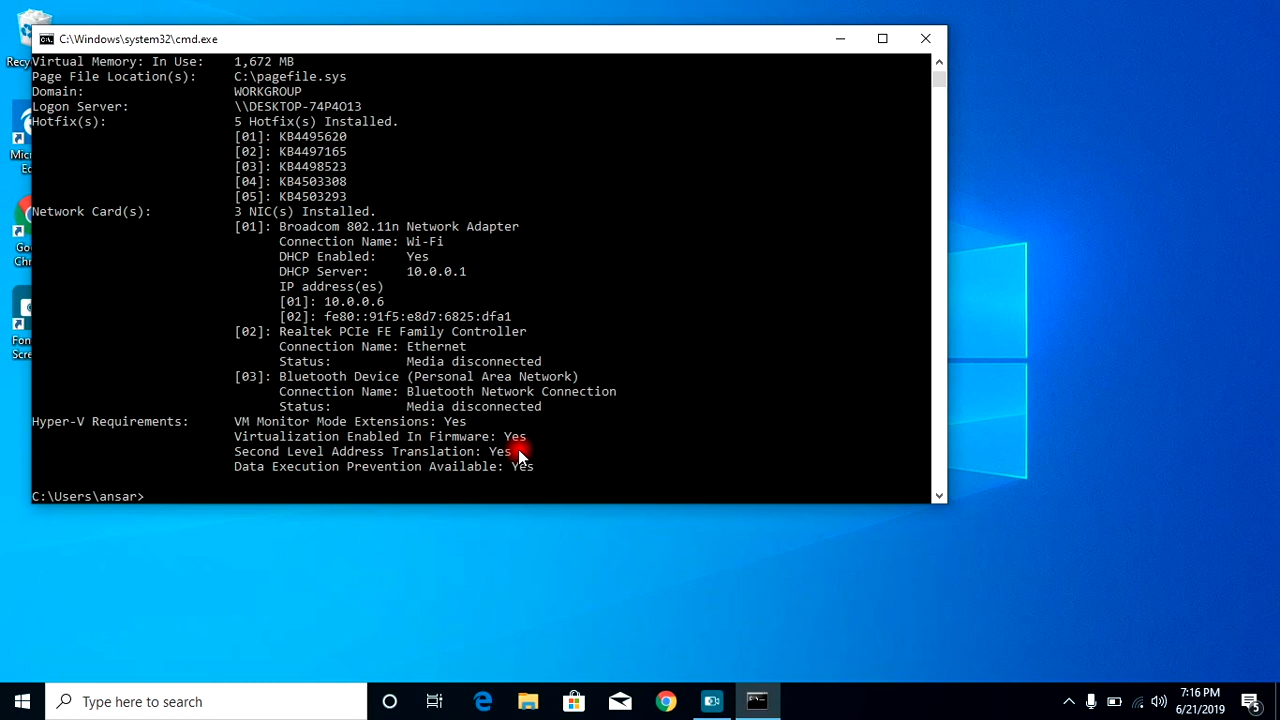 C:\Windows\system32\cmd.exe
Virtual Memory: In Use: 1,672 MB
Page File Location(s): C:\pagefile.sys
Domain: WORKGROUP
Logon Server: \\DESKTOP-74P4O13
Hotfix(s): 5 Hotfix(s) Installed.
[01]: KB4495620
[02]: KB4497165
[03]: KB4498523
[04]: KB4503308
[05]: KB4503293
Network Card(s): 3 NIC(s) Installed.
[01]: Broadcom 802.11n Network Adapter
Connection Name: Wi-Fi
DHCP Enabled: Yes
DHCP Server: 10.0.0.1
IP address(es)
[01]: 10.0.0.6
[02]: fe80::91f5:e8d7:6825:dfa1
[02]: Realtek PCIe FE Family Controller
Connection Name: Ethernet
Status: Media disconnected
[03]: Bluetooth Device (Personal Area Network)
Connection Name: Bluetooth Network Connection
Status: Media disconnected
Hyper-V Requirements: VM Monitor Mode Extensions: Yes
Virtualization Enabled In Firmware: Yes
Second Level Address Translation: Yes
Data Execution Prevention Available: Yes
C:\Users\ansar>
Type here to search
7:16 PM
6/21/2019
5